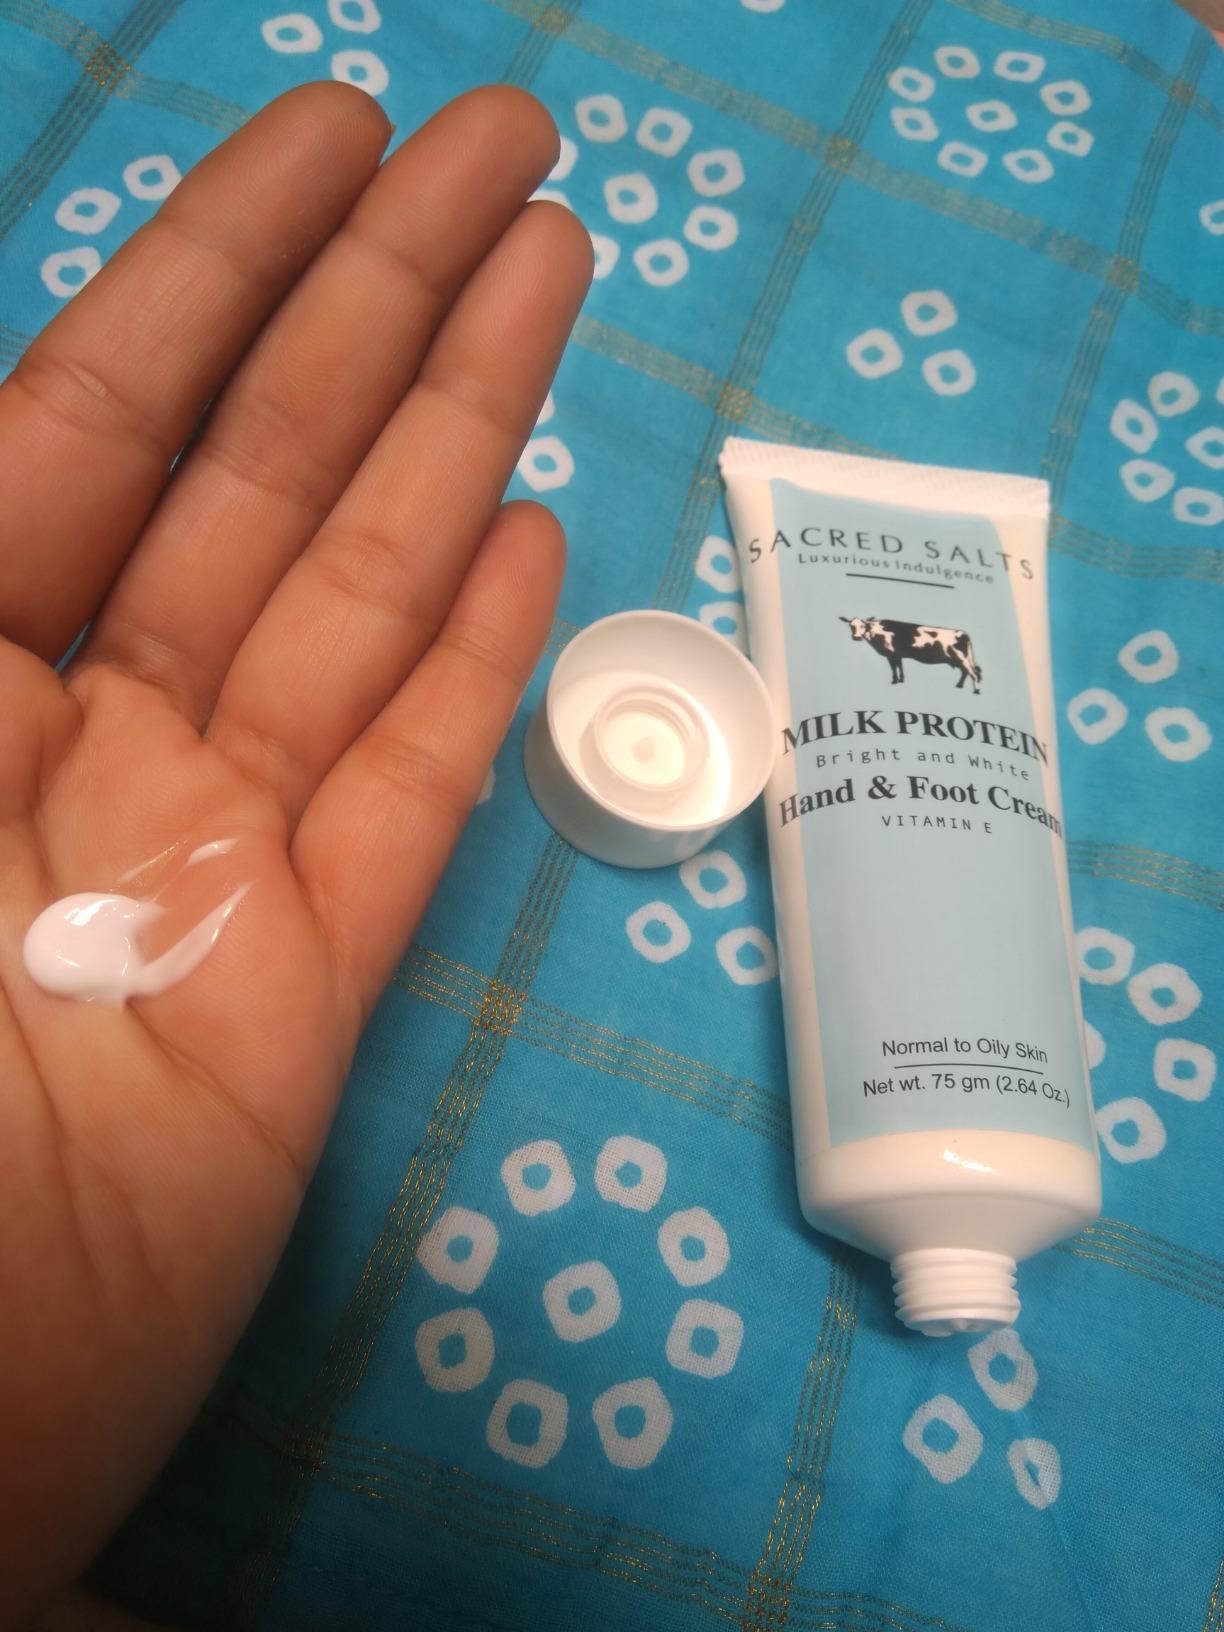 SACRED SALTS
Luxurious Indulgence
MILK PROTEIN
Bright and White
Hand & Foot Cream
VITAMIN E
Normal to Oily Skin
Net wt. 75 gm (2.64 Oz.)